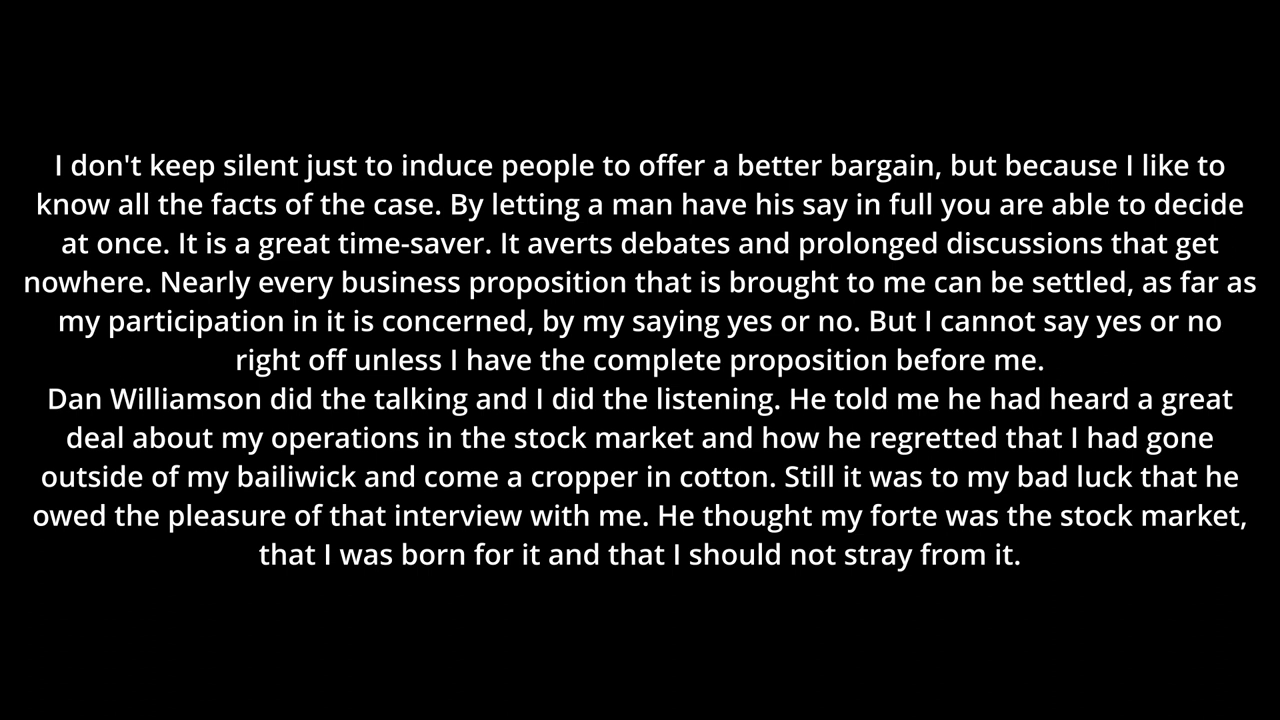 I don't keep silent just to induce people to offer a better bargain, but because I like to
know all the facts of the case. By letting a man have his say in full you are able to decide
at once. It is a great time-saver. It averts debates and prolonged discussions that get
nowhere. Nearly every business proposition that is brought to me can be settled, as far as
my participation in it is concerned, by my saying yes or no. But I cannot say yes or no
right off unless I have the complete proposition before me.
Dan Williamson did the talking and I did the listening. He told me he had heard a great
deal about my operations in the stock market and how he regretted that I had gone
outside of my bailiwick and come a cropper in cotton. Still it was to my bad luck that he
owed the pleasure of that interview with me. He thought my forte was the stock market,
that I was born for it and that I should not stray from it.